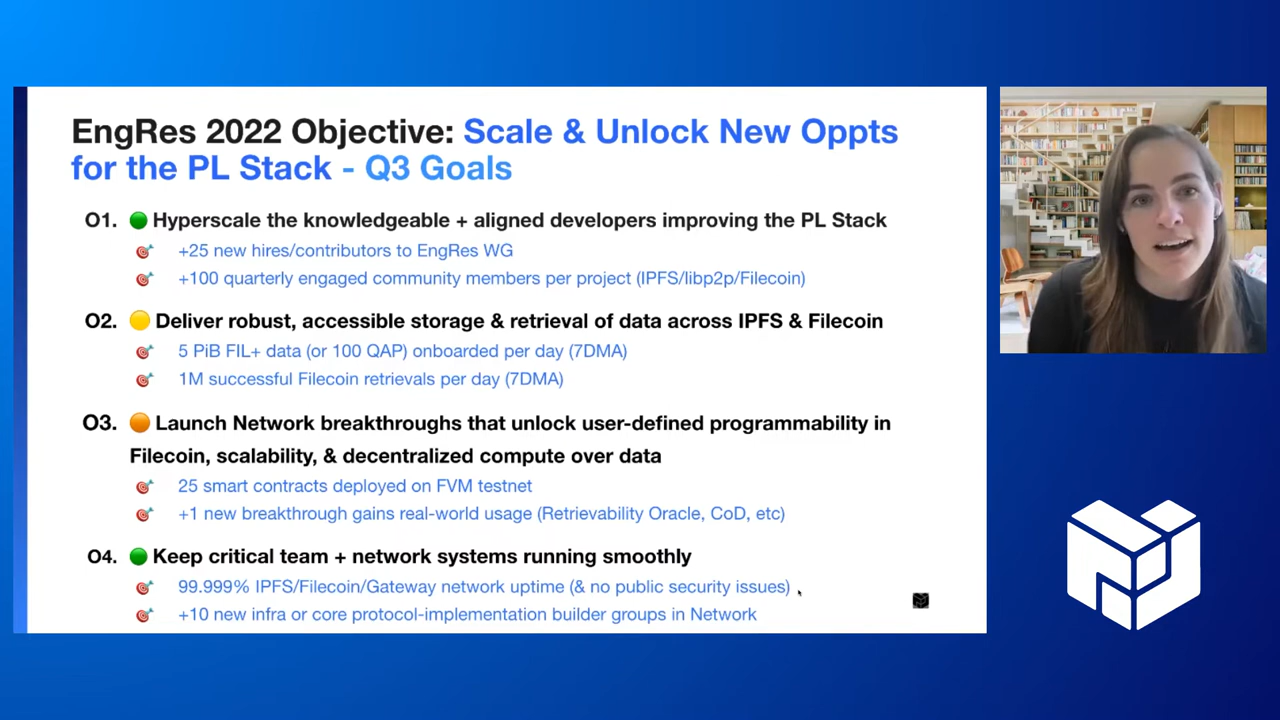 EngRes 2022 Objective: Scale & Unlock New Oppts
for the PL Stack - Q3 Goals
O1. 🟢 Hyperscale the knowledgeable + aligned developers improving the PL Stack
🎯 +25 new hires/contributors to EngRes WG
🎯 +100 quarterly engaged community members per project (IPFS/libp2p/Filecoin)
O2. 🟡 Deliver robust, accessible storage & retrieval of data across IPFS & Filecoin
🎯 5 PiB FIL+ data (or 100 QAP) onboarded per day (7DMA)
🎯 1M successful Filecoin retrievals per day (7DMA)
O3. 🟠 Launch Network breakthroughs that unlock user-defined programmability in
Filecoin, scalability, & decentralized compute over data
🎯 25 smart contracts deployed on FVM testnet
🎯 +1 new breakthrough gains real-world usage (Retrievability Oracle, CoD, etc)
O4. 🟢 Keep critical team + network systems running smoothly
🎯 99.999% IPFS/Filecoin/Gateway network uptime (& no public security issues)
🎯 +10 new infra or core protocol-implementation builder groups in Network